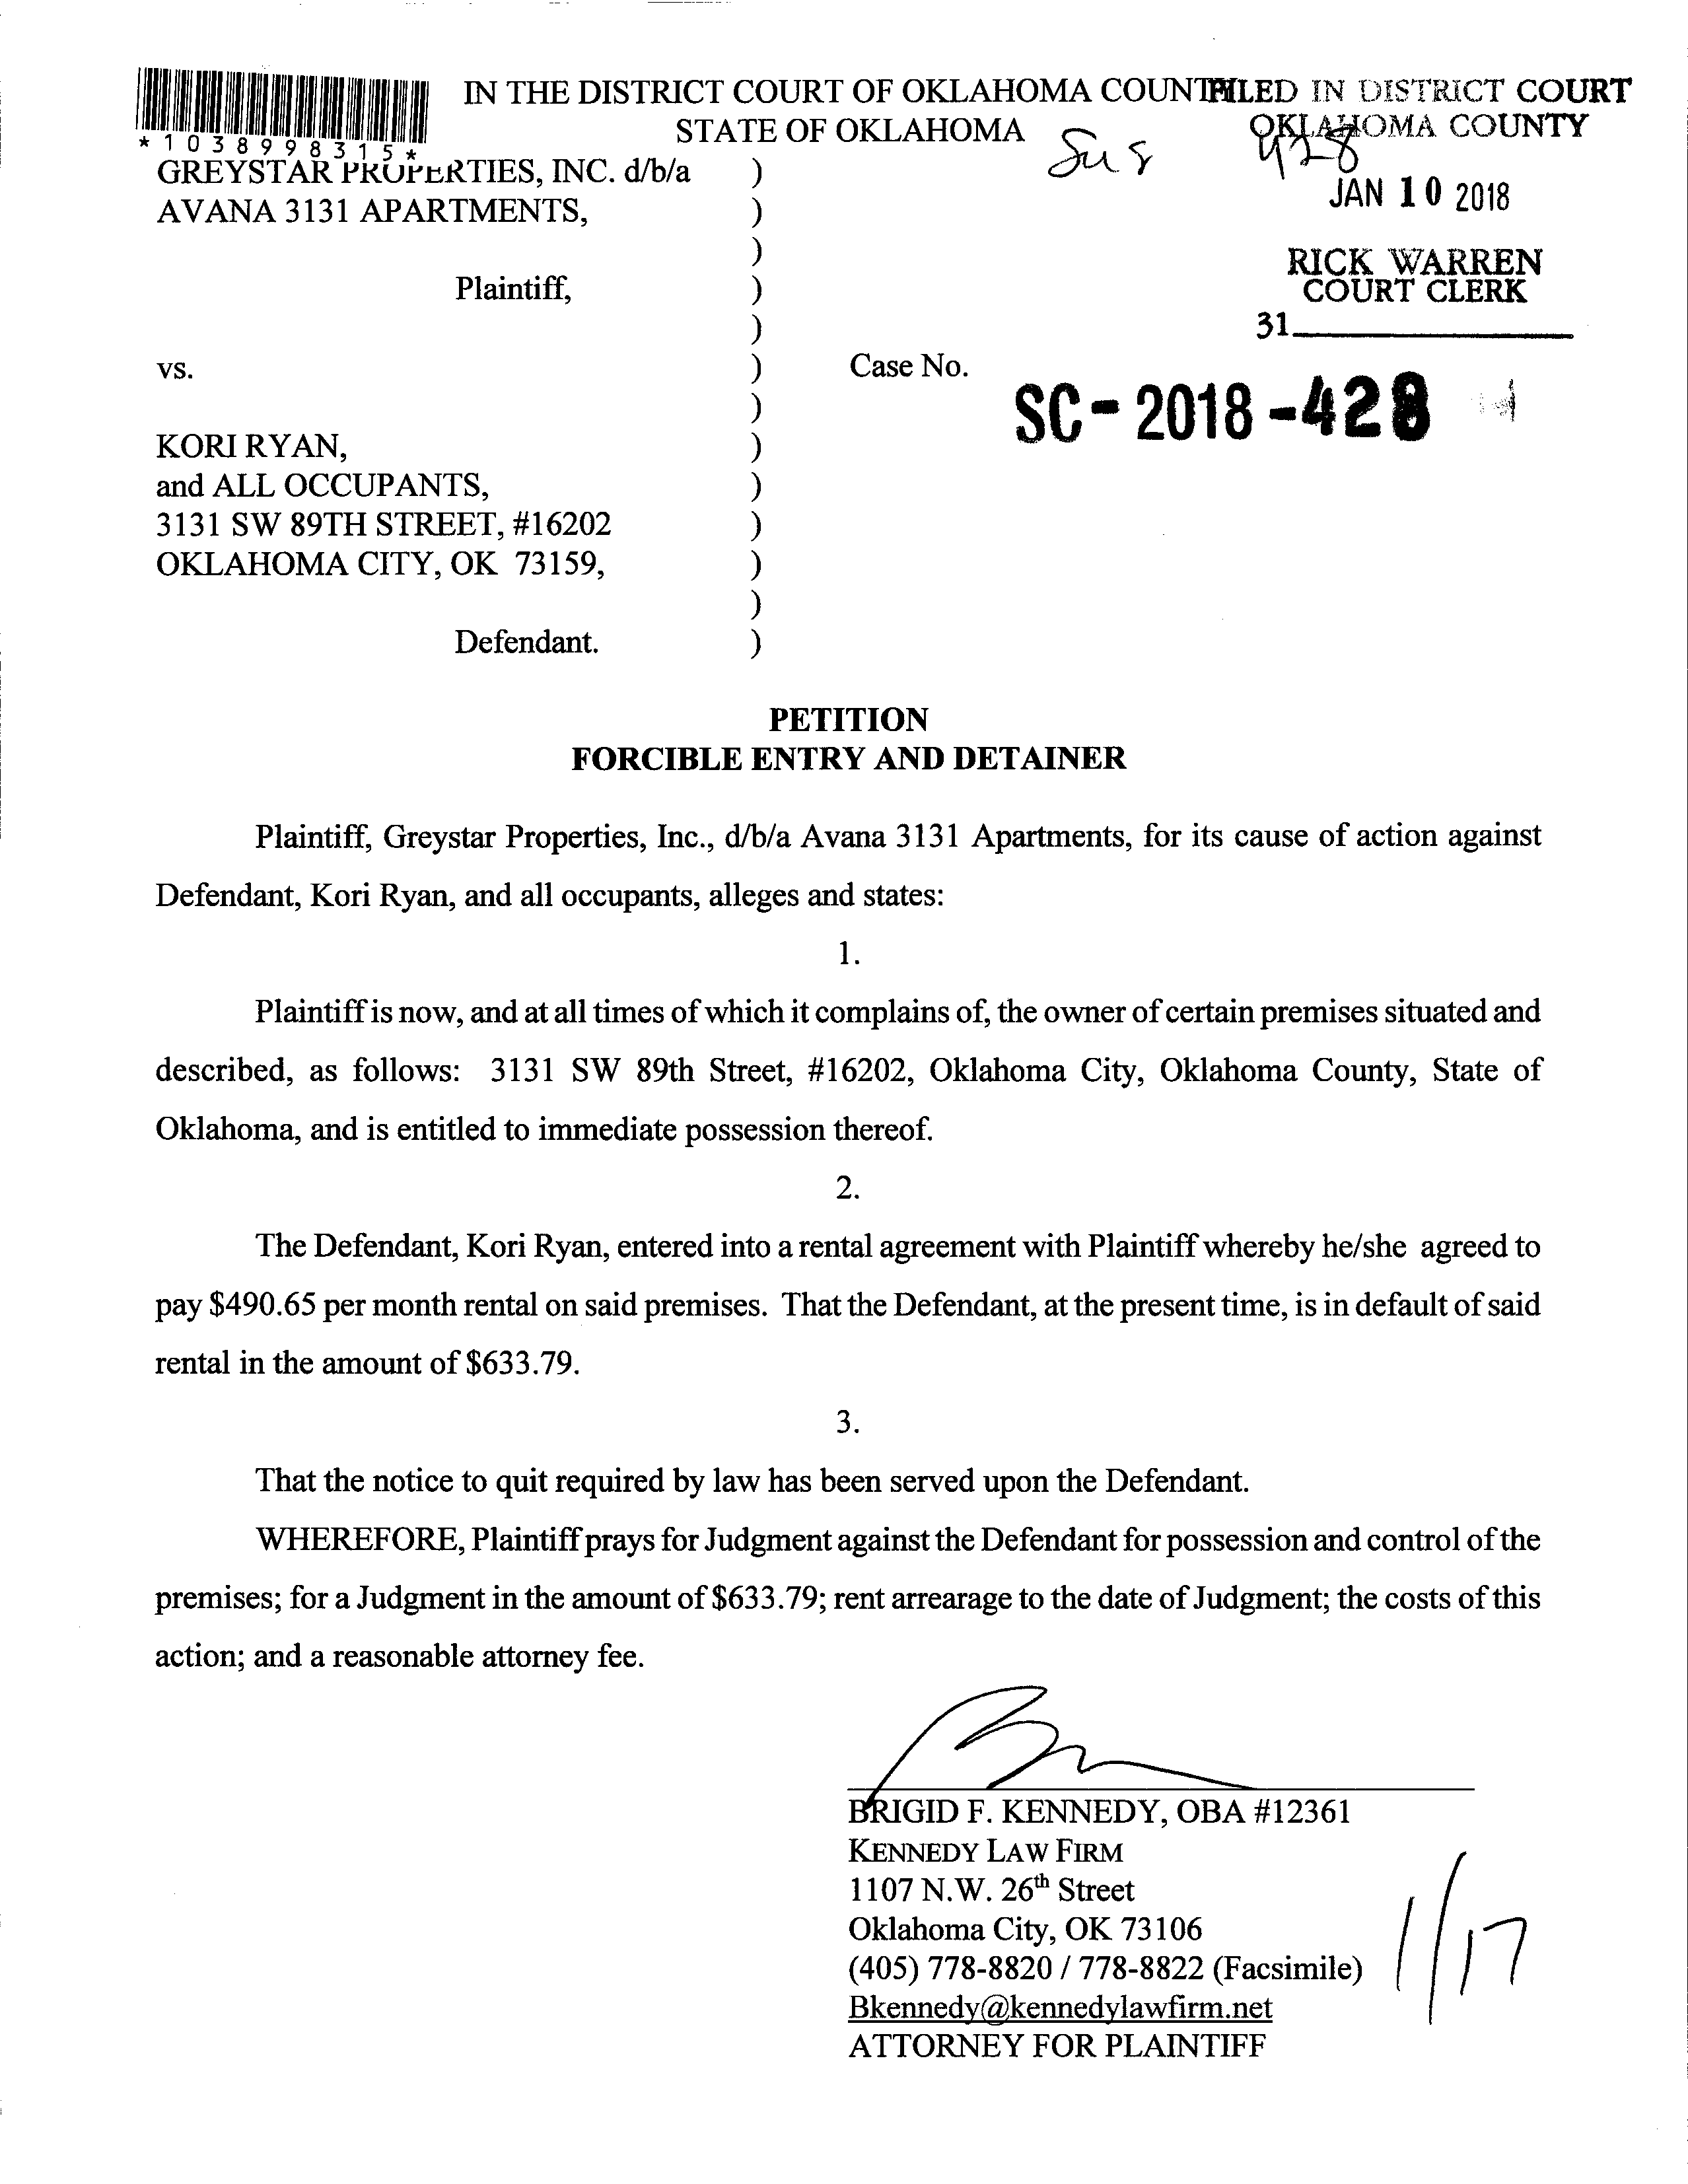 IN THE DISTRICT COURT OF OKLAHOMA COUNTY
STATE OF OKLAHOMA
FILED IN DISTRICT COURT
OKLAHOMA COUNTY
JAN 10 2018
RICK WARREN
COURT CLERK
31
*1038998315*
GREYSTAR PROPERTIES, INC. d/b/a )
AVANA 3131 APARTMENTS, )
)
Plaintiff, )
)
vs. ) Case No.
SC-2018-428
)
KORI RYAN, )
and ALL OCCUPANTS, )
3131 SW 89TH STREET, #16202 )
OKLAHOMA CITY, OK 73159, )
)
Defendant. )
PETITION
FORCIBLE ENTRY AND DETAINER
Plaintiff, Greystar Properties, Inc., d/b/a Avana 3131 Apartments, for its cause of action against
Defendant, Kori Ryan, and all occupants, alleges and states:
1.
Plaintiff is now, and at all times of which it complains of, the owner of certain premises situated and
described, as follows: 3131 SW 89th Street, #16202, Oklahoma City, Oklahoma County, State of
Oklahoma, and is entitled to immediate possession thereof.
2.
The Defendant, Kori Ryan, entered into a rental agreement with Plaintiff whereby he/she agreed to
pay $490.65 per month rental on said premises. That the Defendant, at the present time, is in default of said
rental in the amount of $633.79.
3.
That the notice to quit required by law has been served upon the Defendant.
WHEREFORE, Plaintiff prays for Judgment against the Defendant for possession and control of the
premises; for a Judgment in the amount of $633.79; rent arrearage to the date of Judgment; the costs of this
action; and a reasonable attorney fee.
BRIGID F. KENNEDY, OBA #12361
KENNEDY LAW FIRM
1107 N.W. 26th Street
Oklahoma City, OK 73106
(405) 778-8820 / 778-8822 (Facsimile)
Bkennedy@kennedylawfirm.net
ATTORNEY FOR PLAINTIFF
1/17